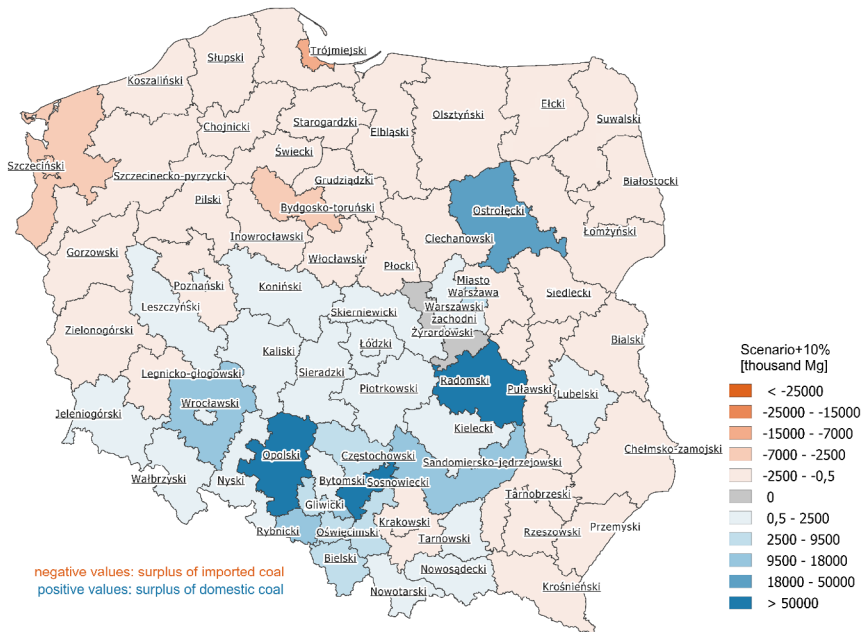 Trójmiejski
Słupski
Koszaliński
Ełcki
Olsztyński
Suwalski
Starogardzki
Chojnicki
Elbląski
Świecki
Szczeciński
Szczecinecko-pyrzycki
Grudziądzki
Białostocki
Pilski
Bydgosko-toruński
Ostrołęcki
Łomżyński
Inowrocławski
Ciechanowski
Gorzowski
Włocławski
Płocki
Poznański
Koniński
Miasto
Warszawa
Siedlecki
Leszczyński
Skierniewicki
Warszawski
zachodni
Zielonogórski
Żyrardowski
Łódzki
Bialski
Kaliski
Legnicko-głogowski
Sieradzki
Radomski
Piotrkowski
Puławski
Lubelski
Wrocławski
Jeleniogórski
Kielecki
Opolski
Częstochowski
Sandomiersko-jędrzejowski
Chełmsko-zamojski
Wałbrzyski
Nyski
Bytomski
Sosnowiecki
Gliwicki
Tarnobrzeski
Krakowski
Rybnicki
Oświęcimski
Tarnowski
Rzeszowski
Przemyski
Bielski
Nowosądecki
Nowotarski
Krośnieński
Scenario+10%
[thousand Mg]
< -25000
-25000 - -15000
-15000 - -7000
-7000 - -2500
-2500 - -0,5
0
0,5 - 2500
2500 - 9500
9500 - 18000
18000 - 50000
> 50000
negative values: surplus of imported coal
positive values: surplus of domestic coal